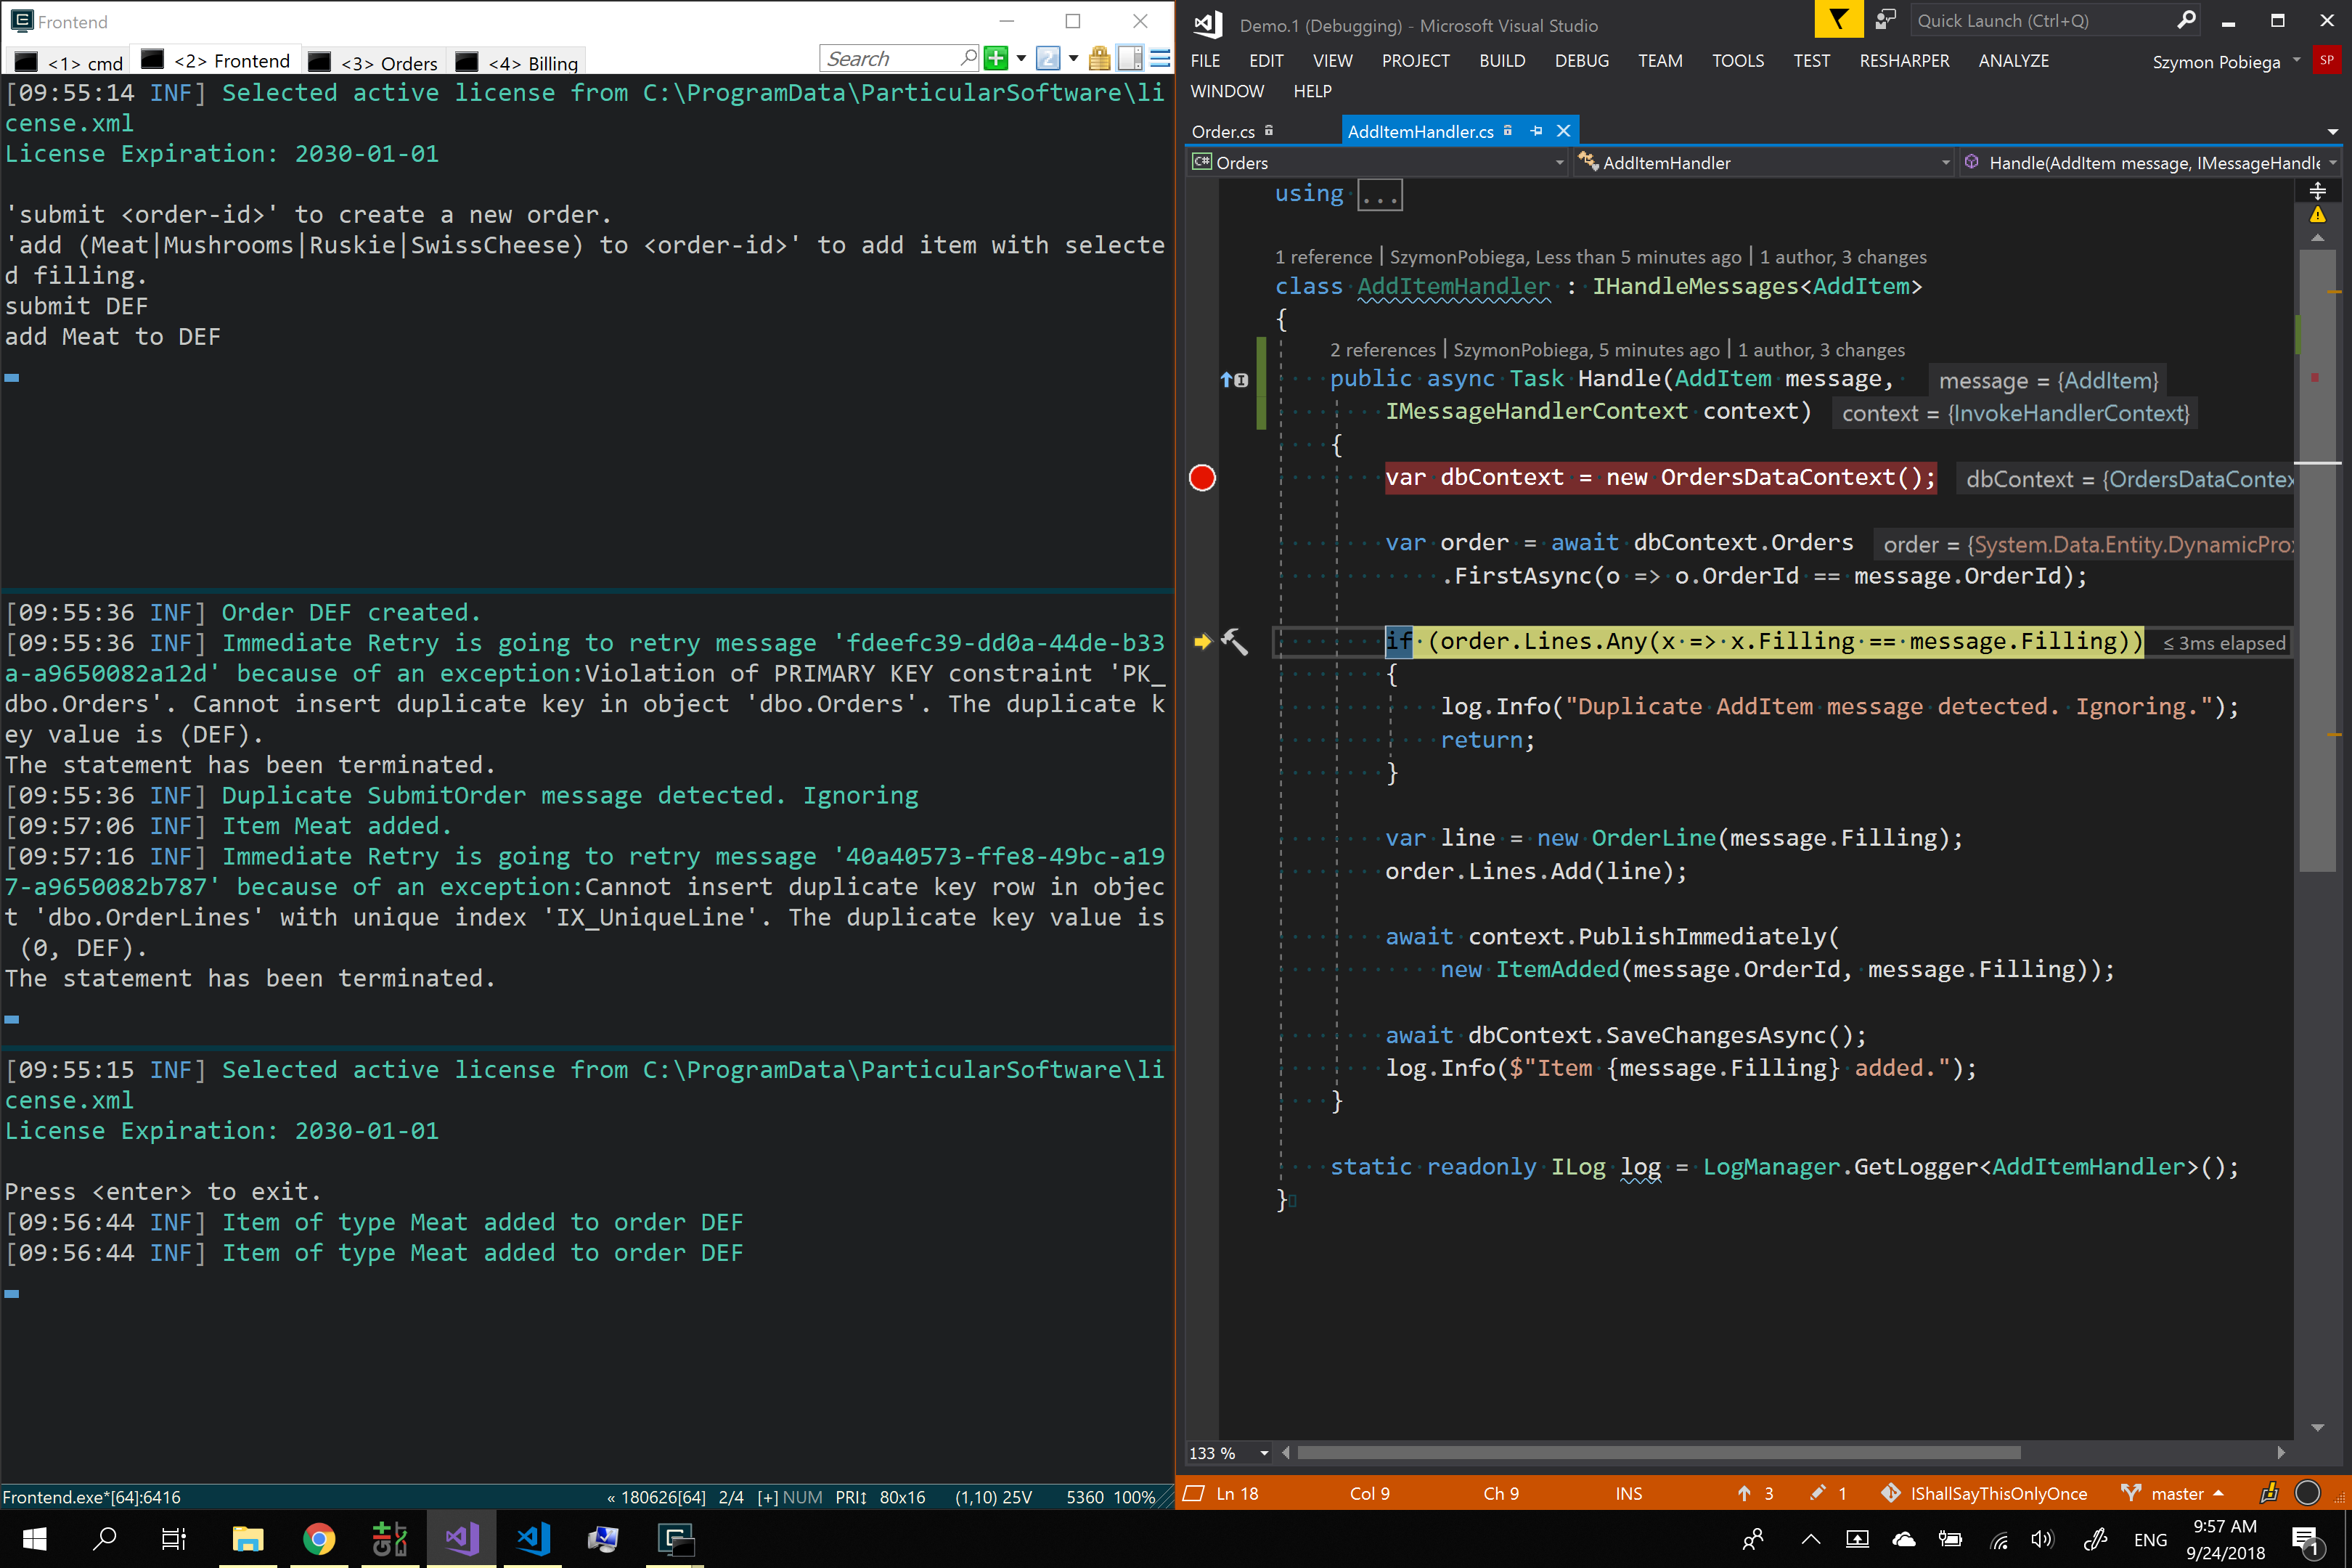 Frontend
<1> cmd
<2> Frontend
<3> Orders
<4> Billing
Search
2
[09:55:14 INF] Selected active license from C:\ProgramData\ParticularSoftware\li
cense.xml
License Expiration: 2030-01-01
'submit <order-id>' to create a new order.
'add (Meat|Mushrooms|Ruskie|SwissCheese) to <order-id>' to add item with selecte
d filling.
submit DEF
add Meat to DEF
[09:55:36 INF] Order DEF created.
[09:55:36 INF] Immediate Retry is going to retry message 'fdeefc39-dd0a-44de-b33
a-a9650082a12d' because of an exception:Violation of PRIMARY KEY constraint 'PK_
dbo.Orders'. Cannot insert duplicate key in object 'dbo.Orders'. The duplicate k
ey value is (DEF).
The statement has been terminated.
[09:55:36 INF] Duplicate SubmitOrder message detected. Ignoring
[09:57:06 INF] Item Meat added.
[09:57:16 INF] Immediate Retry is going to retry message '40a40573-ffe8-49bc-a19
7-a9650082b787' because of an exception:Cannot insert duplicate key row in objec
t 'dbo.OrderLines' with unique index 'IX_UniqueLine'. The duplicate key value is
 (0, DEF).
The statement has been terminated.
[09:55:15 INF] Selected active license from C:\ProgramData\ParticularSoftware\li
cense.xml
License Expiration: 2030-01-01
Press <enter> to exit.
[09:56:44 INF] Item of type Meat added to order DEF
[09:56:44 INF] Item of type Meat added to order DEF
Frontend.exe*[64]:6416
« 180626[64] 2/4 [+] NUM PRI↕ 80x16 (1,10) 25V 5360 100%
Demo.1 (Debugging) - Microsoft Visual Studio
Quick Launch (Ctrl+Q)
FILE EDIT VIEW PROJECT BUILD DEBUG TEAM TOOLS TEST RESHARPER ANALYZE
Szymon Pobiega SP
WINDOW HELP
Order.cs
AddItemHandler.cs
C# Orders
AddItemHandler
Handle(AddItem message, IMessageHandle
using ...
1 reference | SzymonPobiega, Less than 5 minutes ago | 1 author, 3 changes
class AddItemHandler : IHandleMessages<AddItem>
{
2 references | SzymonPobiega, 5 minutes ago | 1 author, 3 changes
public async Task Handle(AddItem message, message = {AddItem}
IMessageHandlerContext context) context = {InvokeHandlerContext}
{
var dbContext = new OrdersDataContext(); dbContext = {OrdersDataContex
var order = await dbContext.Orders order = {System.Data.Entity.DynamicProx
.FirstAsync(o => o.OrderId == message.OrderId);
if (order.Lines.Any(x => x.Filling == message.Filling)) ≤ 3ms elapsed
{
log.Info("Duplicate AddItem message detected. Ignoring.");
return;
}
var line = new OrderLine(message.Filling);
order.Lines.Add(line);
await context.PublishImmediately(
new ItemAdded(message.OrderId, message.Filling));
await dbContext.SaveChangesAsync();
log.Info($"Item {message.Filling} added.");
}
static readonly ILog log = LogManager.GetLogger<AddItemHandler>();
}
133 %
Ln 18 Col 9 Ch 9 INS 3 1 IShallSayThisOnlyOnce master
ENG
9:57 AM
9/24/2018
1